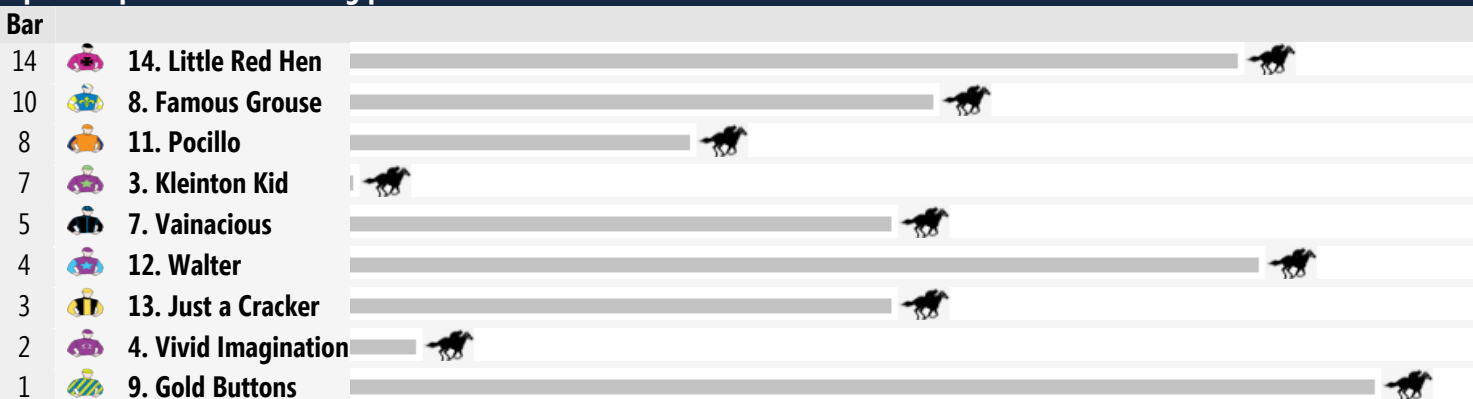 Bar
14 14. Little Red Hen
10 8. Famous Grouse
8 11. Pocillo
7 3. Kleinton Kid
5 7. Vainacious
4 12. Walter
3 13. Just a Cracker
2 4. Vivid Imagination
1 9. Gold Buttons